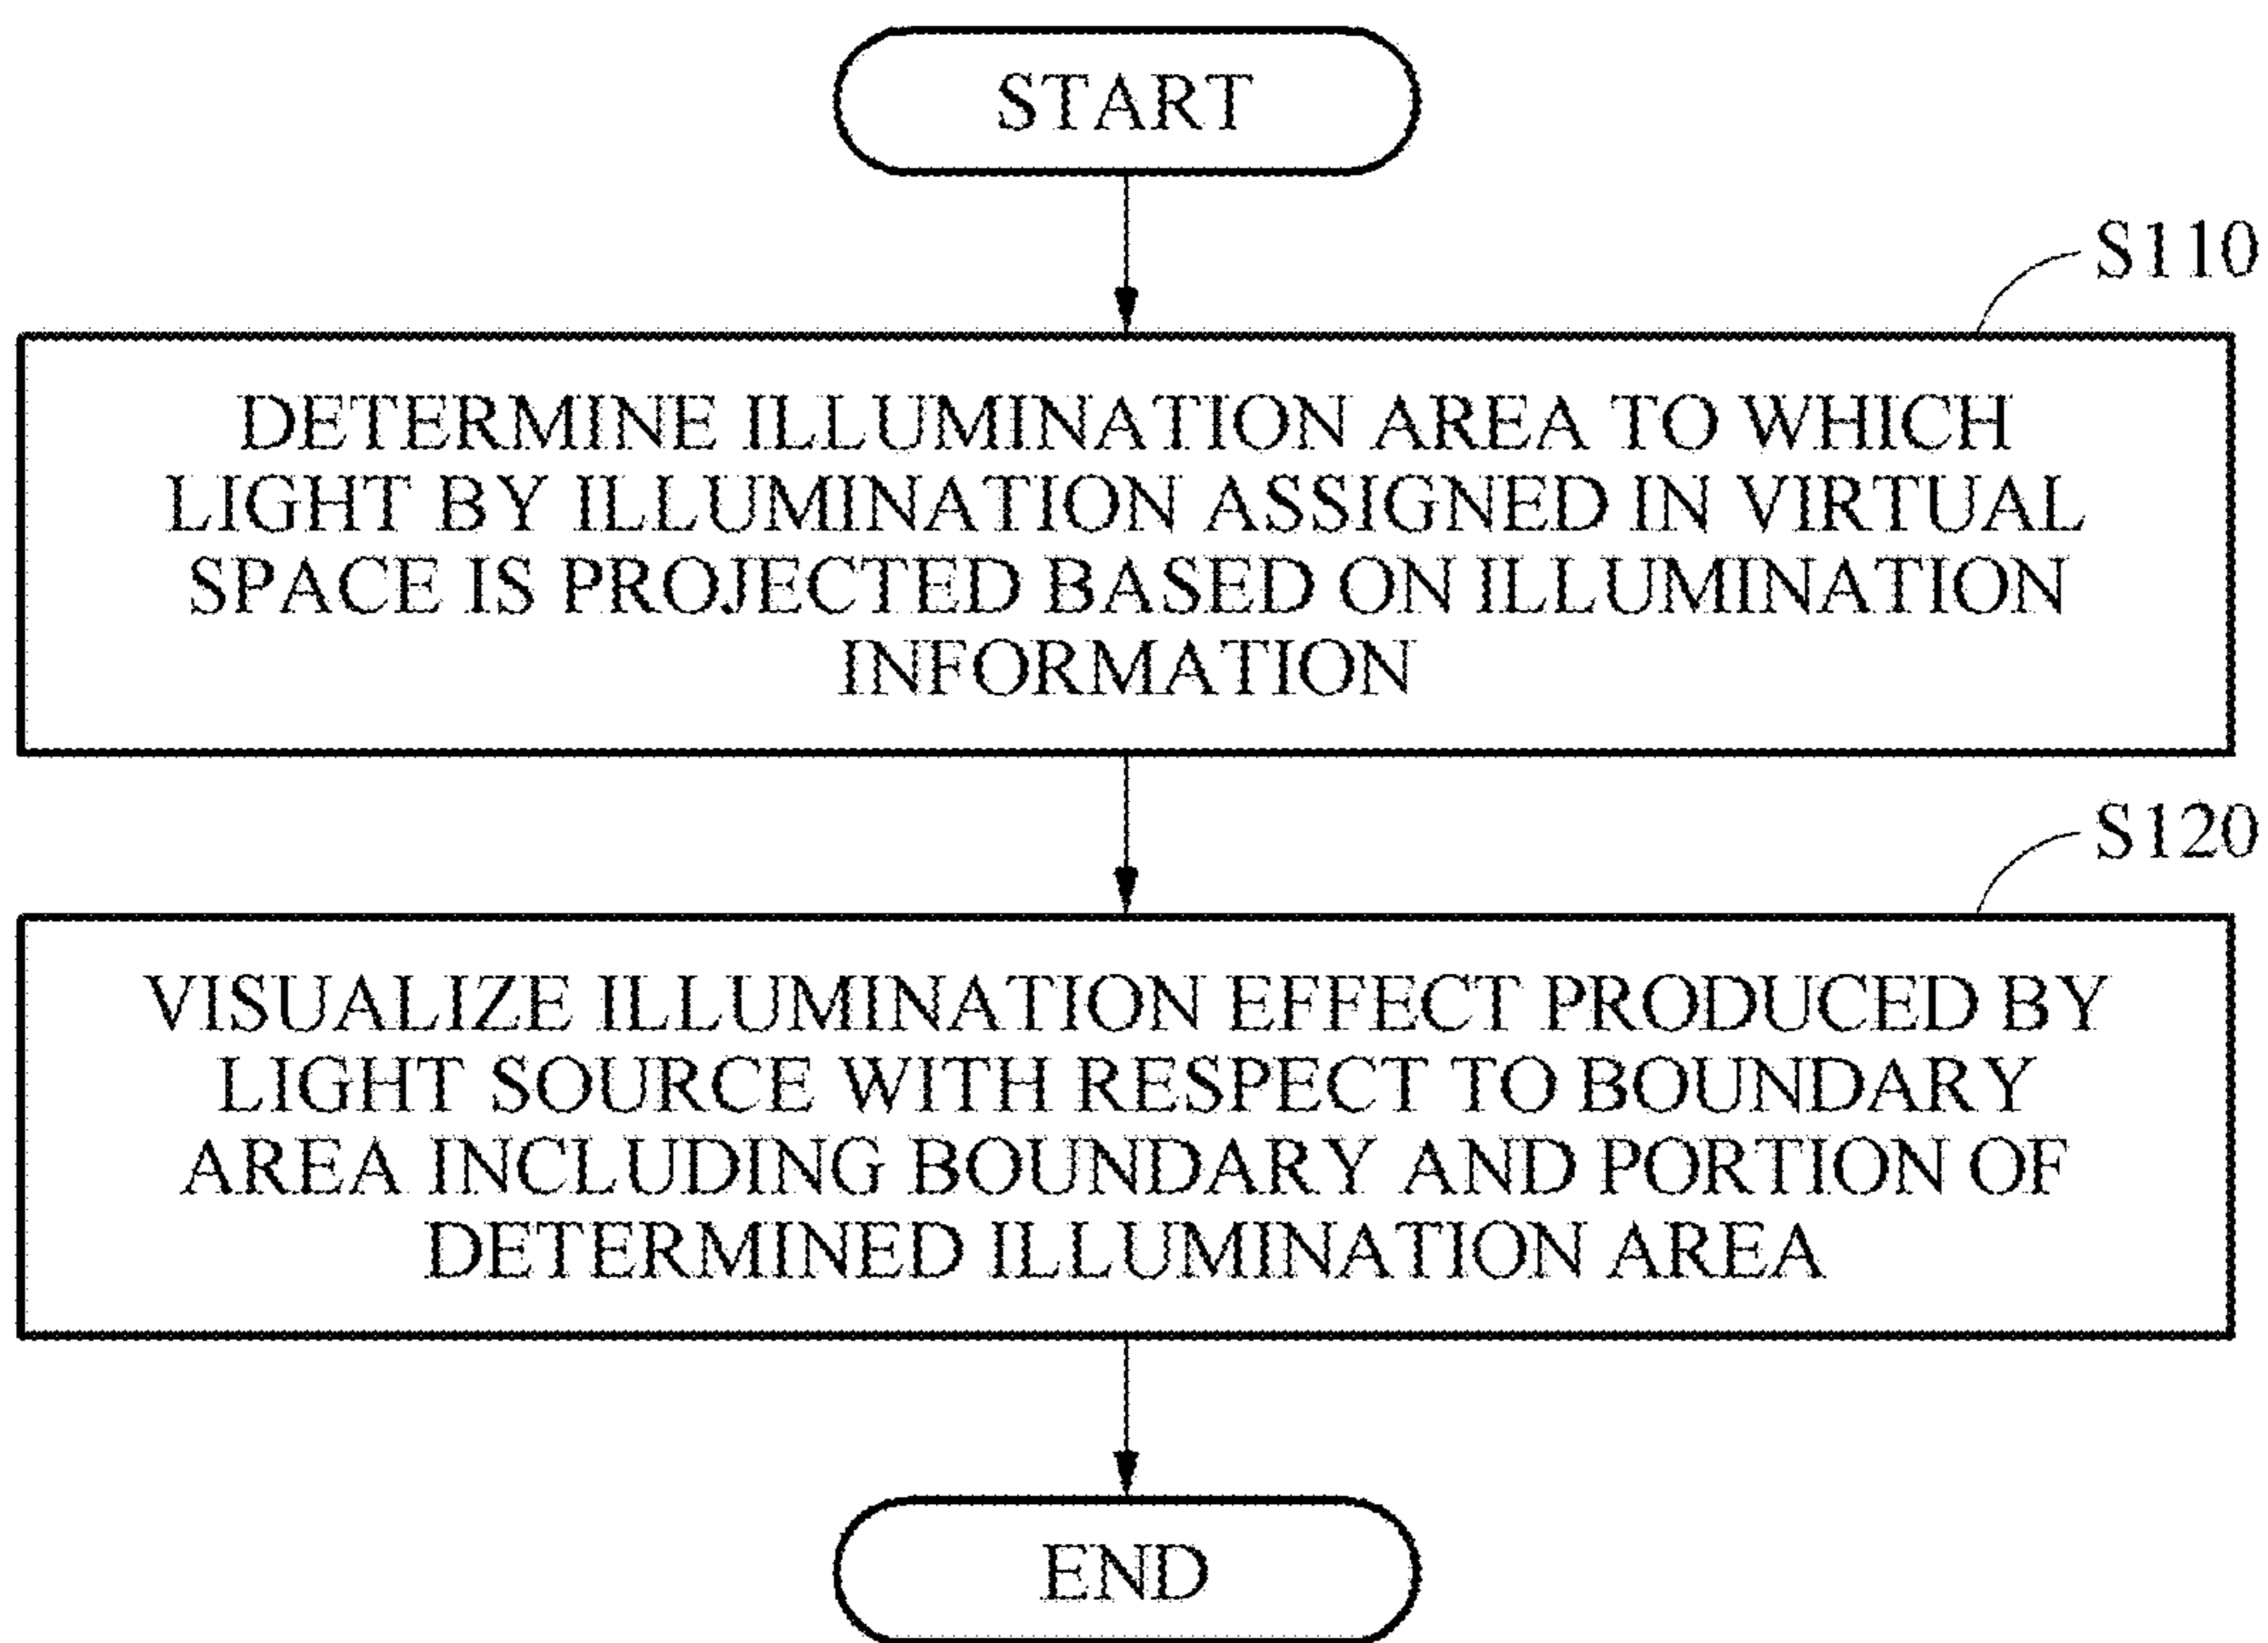 START
S110
DETERMINE ILLUMINATION AREA TO WHICH
LIGHT BY ILLUMINATION ASSIGNED IN VIRTUAL
SPACE IS PROJECTED BASED ON ILLUMINATION
INFORMATION
S120
VISUALIZE ILLUMINATION EFFECT PRODUCED BY
LIGHT SOURCE WITH RESPECT TO BOUNDARY
AREA INCLUDING BOUNDARY AND PORTION OF
DETERMINED ILLUMINATION AREA
END